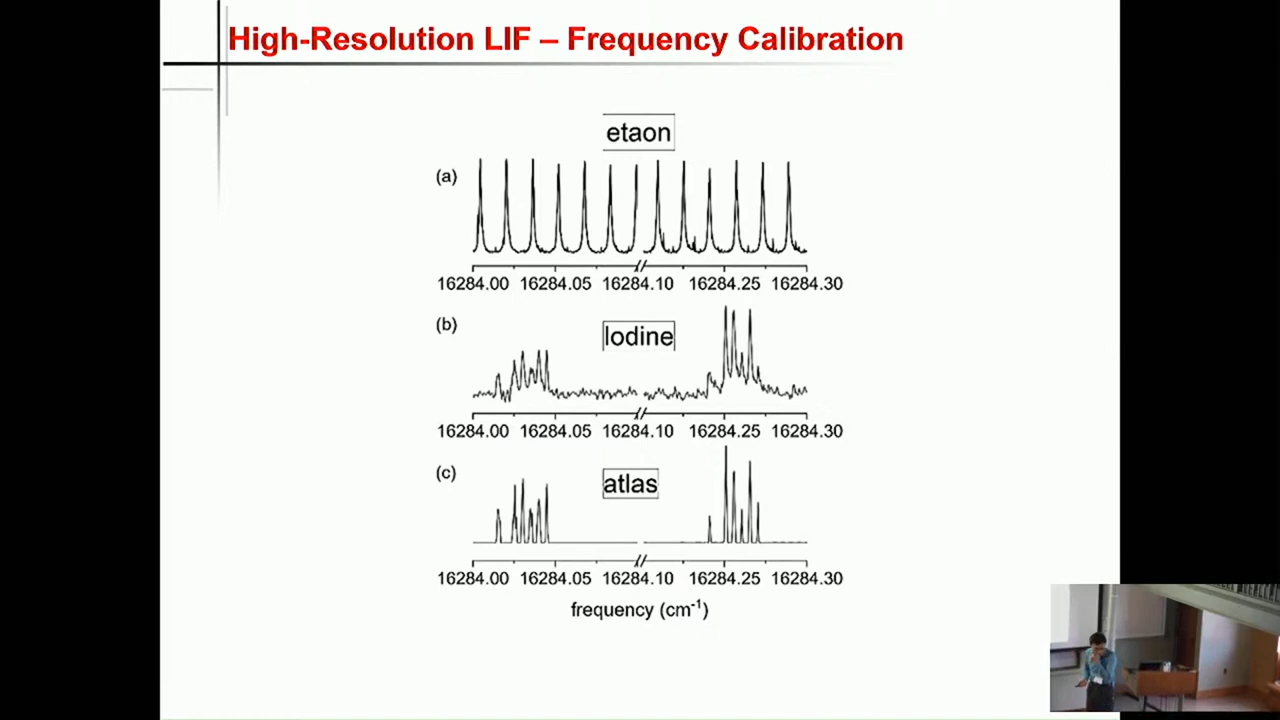 High-Resolution LIF – Frequency Calibration
etaon
(a)
16284.00 16284.05 16284.10 16284.25 16284.30
(b)
Iodine
16284.00 16284.05 16284.10 16284.25 16284.30
(c)
atlas
16284.00 16284.05 16284.10 16284.25 16284.30
frequency (cm⁻¹)